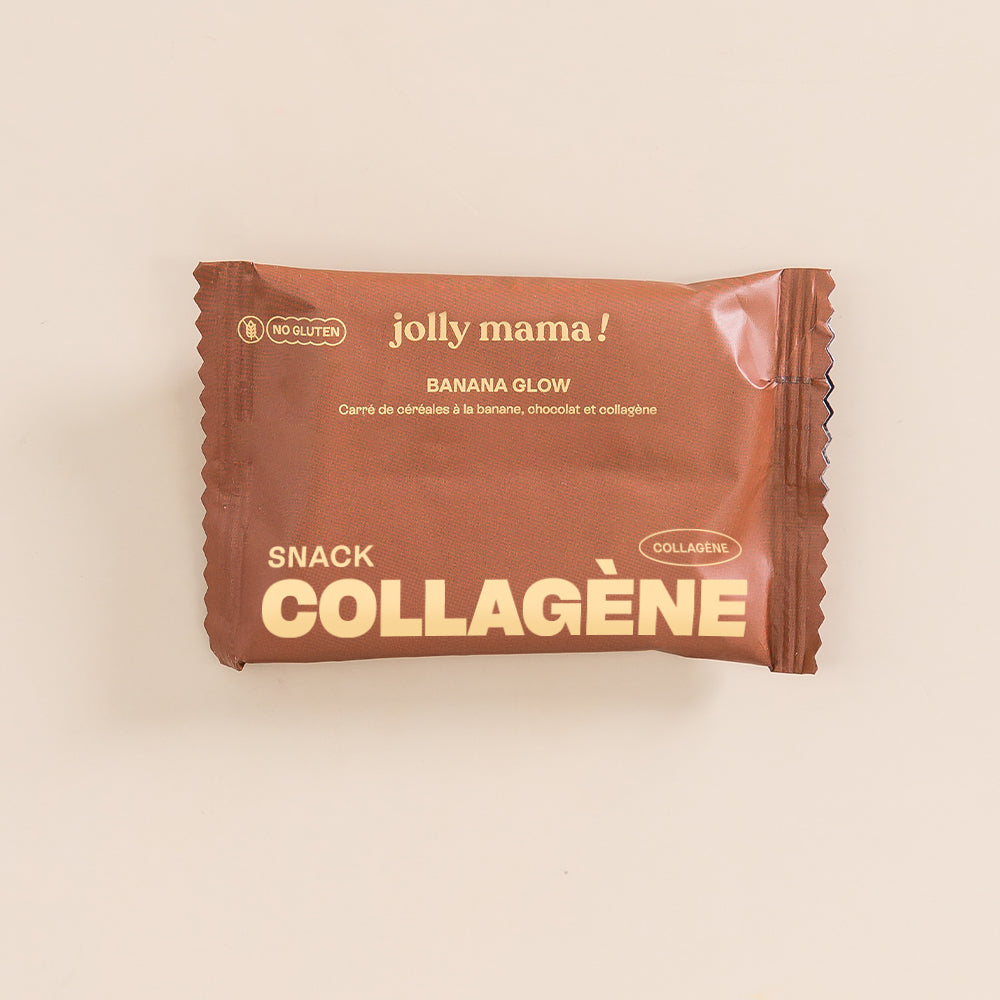 NO GLUTEN
jolly mama!
BANANA GLOW
Carré de céréales à la banane, chocolat et collagène
SNACK
COLLAGÈNE
COLLAGÈNE